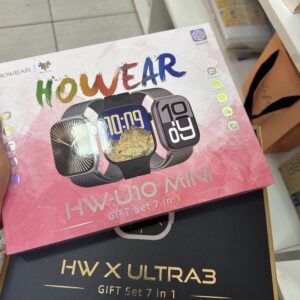 HOWEAR
HOWEAR
10:09
10
HW-U10 MINI
GIFT Set 7 in 1
HW X ULTRA3
GIFT Set 7 in 1